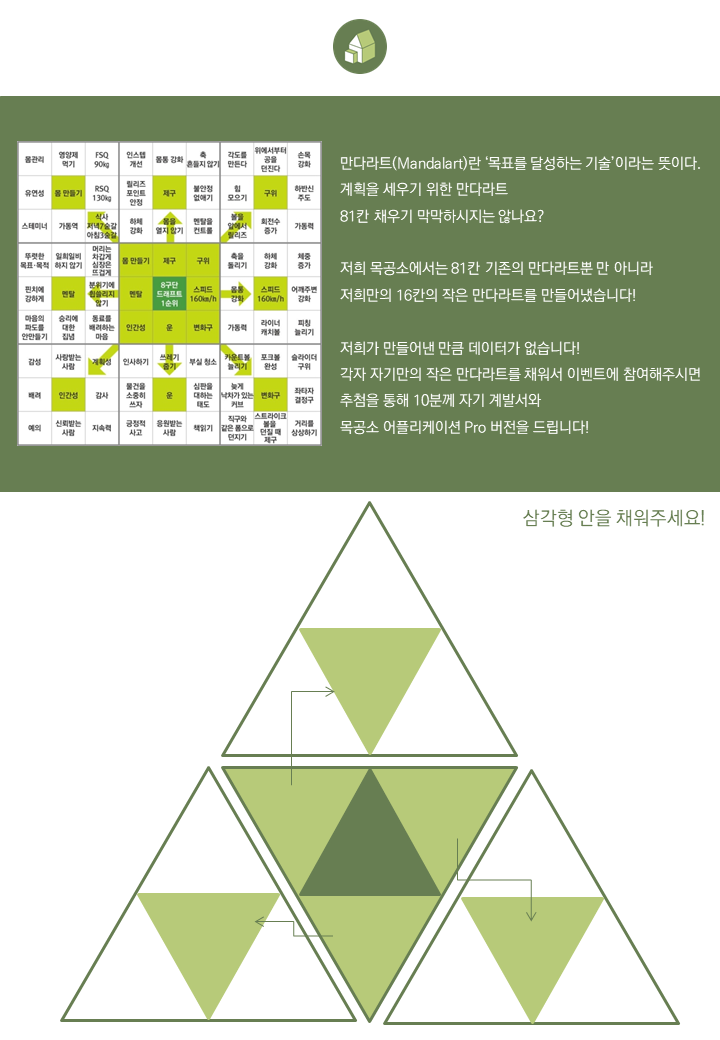 만다라트(Mandalart)란 '목표를 달성하는 기술'이라는 뜻이다.
계획을 세우기 위한 만다라트
81칸 채우기 막막하시지는 않나요?
저희 목공소에서는 81칸 기존의 만다라트뿐 만 아니라
저희만의 16칸의 작은 만다라트를 만들어냈습니다!
저희가 만들어낸 만큼 데이터가 없습니다!
각자 자기만의 작은 만다라트를 채워서 이벤트에 참여해주시면
추첨을 통해 10분께 자기 계발서와
목공소 어플리케이션 Pro 버전을 드립니다!
몸관리 영양제 먹기 FSQ 90kg 인스텝 개선 몸통 강화 축 흔들지 않기 각도를 만든다 위에서부터 공을 던진다 손목 강화
유연성 몸 만들기 RSQ 130kg 릴리즈 포인트 안정 제구 불안정 없애기 힘 모으기 구위 하반신 주도
스테미너 가동역 식사 저녁7숟갈 아침3숟갈 하체 강화 몸을 열지 않기 멘탈을 컨트롤 볼을 앞에서 릴리즈 회전수 증가 가동력
뚜렷한 목표·목적 일희일비 하지 않기 머리는 차갑게 심장은 뜨겁게 몸 만들기 제구 구위 축을 돌리기 하체 강화 체중 증가
핀치에 강하게 멘탈 분위기에 휩쓸리지 않기 멘탈 8구단 드래프트 1순위 스피드 160km/h 몸통 강화 스피드 160km/h 어깨주변 강화
마음의 파도를 안만들기 승리에 대한 집념 동료를 배려하는 마음 인간성 운 변화구 가동력 라이너 캐치볼 피칭 늘리기
감성 사랑받는 사람 계획성 인사하기 쓰레기 줍기 부실 청소 카운트볼 늘리기 포크볼 완성 슬라이더 구위
배려 인간성 감사 물건을 소중히 쓰자 운 심판을 대하는 태도 늦게 낙차가 있는 커브 변화구 좌타자 결정구
예의 신뢰받는 사람 지속력 긍정적 사고 응원받는 사람 책읽기 직구와 같은 폼으로 던지기 스트라이크 볼을 던질 때 제구 거리를 상상하기
삼각형 안을 채워주세요!